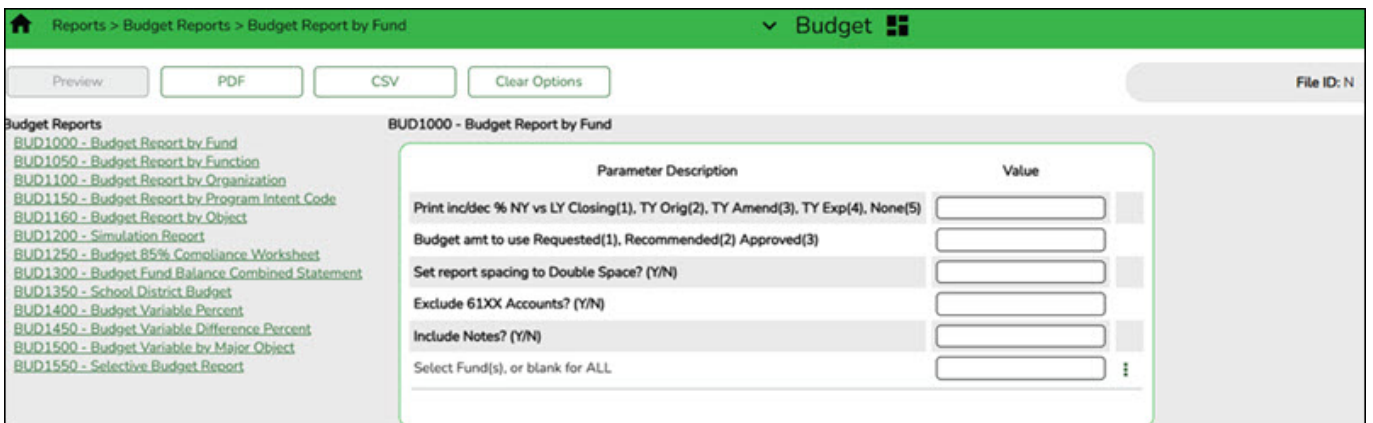 Reports > Budget Reports > Budget Report by Fund
Budget
Preview
PDF
CSV
Clear Options
File ID: N
Budget Reports
BUD1000 - Budget Report by Fund
BUD1050 - Budget Report by Function
BUD1100 - Budget Report by Organization
BUD1150 - Budget Report by Program Intent Code
BUD1160 - Budget Report by Object
BUD1200 - Simulation Report
BUD1250 - Budget 85% Compliance Worksheet
BUD1300 - Budget Fund Balance Combined Statement
BUD1350 - School District Budget
BUD1400 - Budget Variable Percent
BUD1450 - Budget Variable Difference Percent
BUD1500 - Budget Variable by Major Object
BUD1550 - Selective Budget Report
BUD1000 - Budget Report by Fund
Parameter Description
Value
Print inc/dec % NY vs LY Closing(1), TY Orig(2), TY Amend(3), TY Exp(4), None(5)
Budget amt to use Requested(1), Recommended(2) Approved(3)
Set report spacing to Double Space? (Y/N)
Exclude 61XX Accounts? (Y/N)
Include Notes? (Y/N)
Select Fund(s), or blank for ALL